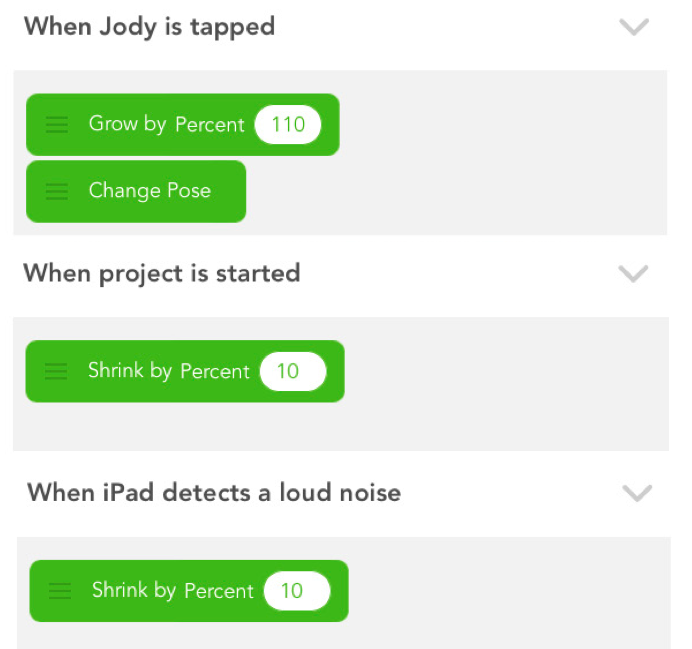 When Jody is tapped
Grow by Percent 110
Change Pose
When project is started
Shrink by Percent 10
When iPad detects a loud noise
Shrink by Percent 10